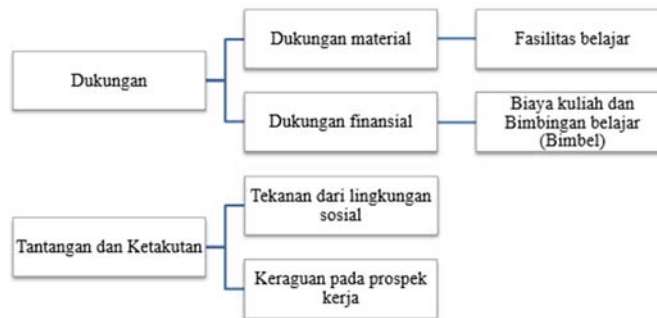 Dukungan
Dukungan material
Fasilitas belajar
Dukungan finansial
Biaya kuliah dan
Bimbingan belajar
(Bimbel)
Tantangan dan Ketakutan
Tekanan dari lingkungan
sosial
Keraguan pada prospek
kerja